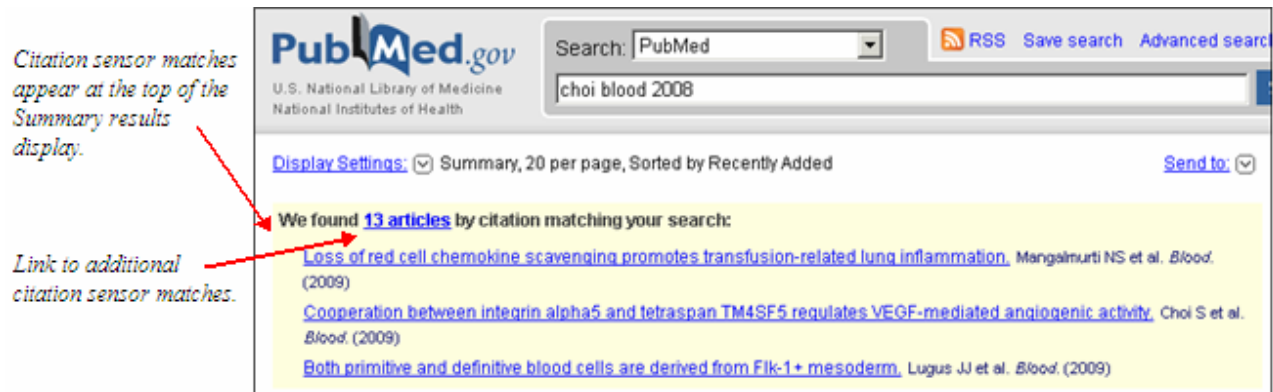 Citation sensor matches
appear at the top of the
Summary results
display.
Link to additional
citation sensor matches.
PubMed.gov
U.S. National Library of Medicine
National Institutes of Health
Search: PubMed
RSS Save search Advanced searc
choi blood 2008
Display Settings: Summary, 20 per page, Sorted by Recently Added
Send to:
We found 13 articles by citation matching your search:
Loss of red cell chemokine scavenging promotes transfusion-related lung inflammation. Mangalmurti NS et al. Blood.
(2009)
Cooperation between integrin alpha5 and tetraspan TM4SF5 regulates VEGF-mediated angiogenic activity. Choi S et al.
Blood. (2009)
Both primitive and definitive blood cells are derived from Flk-1+ mesoderm. Lugus JJ et al. Blood. (2009)